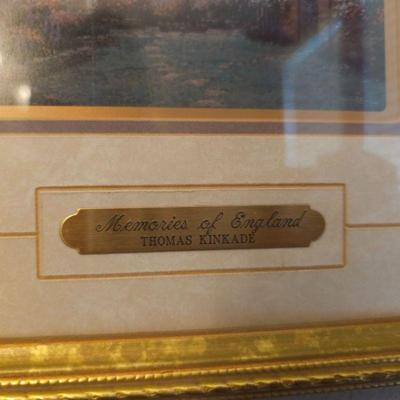 Memories of England
THOMAS KINKADE